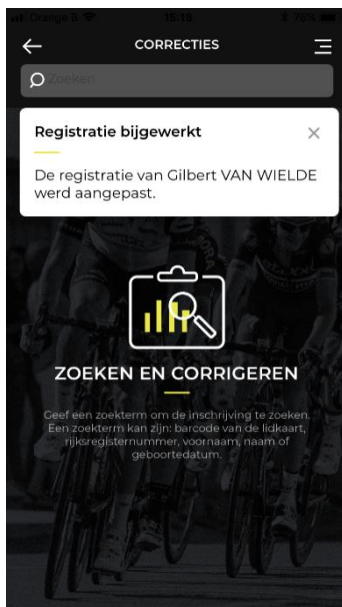 Orange B 15:18 76%
CORRECTIES
Zoeken
Registratie bijgewerkt
De registratie van Gilbert VAN WIELDE
werd aangepast.
ZOEKEN EN CORRIGEREN
Geef een zoekterm om de inschrijving te zoeken.
Een zoekterm kan zijn: barcode van de lidkaart,
rijksregisternummer, voornaam, naam of
geboortedatum.